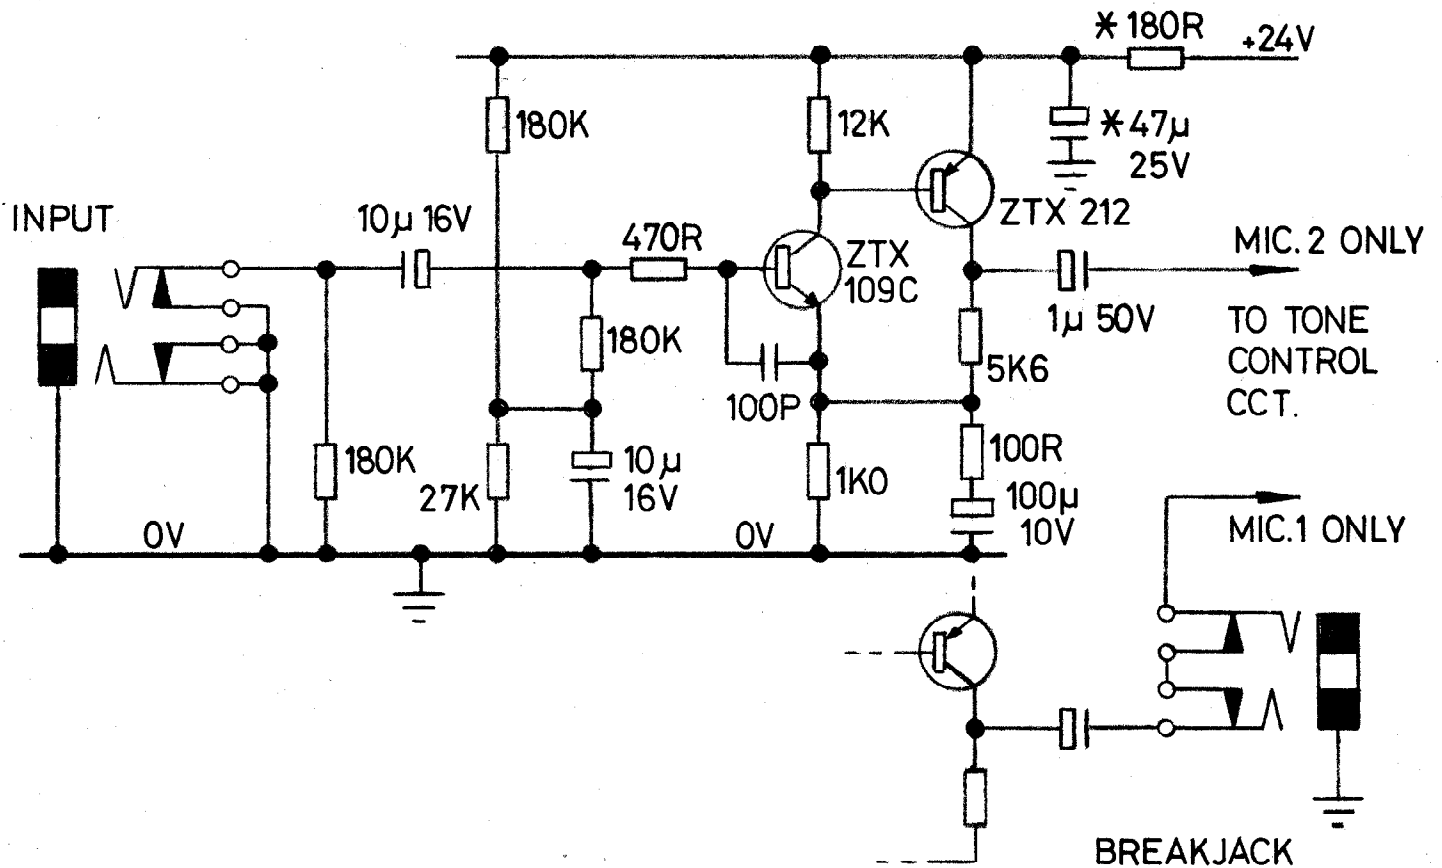 * 180R
+24V
180K
12K
* 47µ
25V
INPUT
10µ 16V
470R
ZTX
109C
ZTX 212
MIC. 2 ONLY
1µ 50V
TO TONE
CONTROL
CCT.
180K
5K6
100P
180K
27K
10µ
16V
1K0
100R
100µ
10V
0V
0V
MIC. 1 ONLY
BREAKJACK